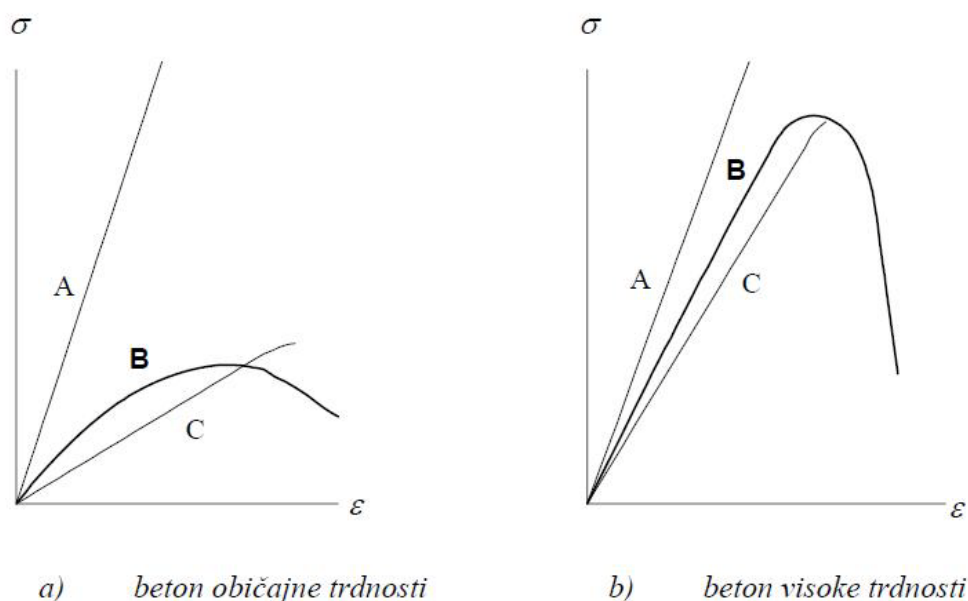 σ
A
B
C
ε
a) beton običajne trdnosti
σ
A
B
C
ε
b) beton visoke trdnosti